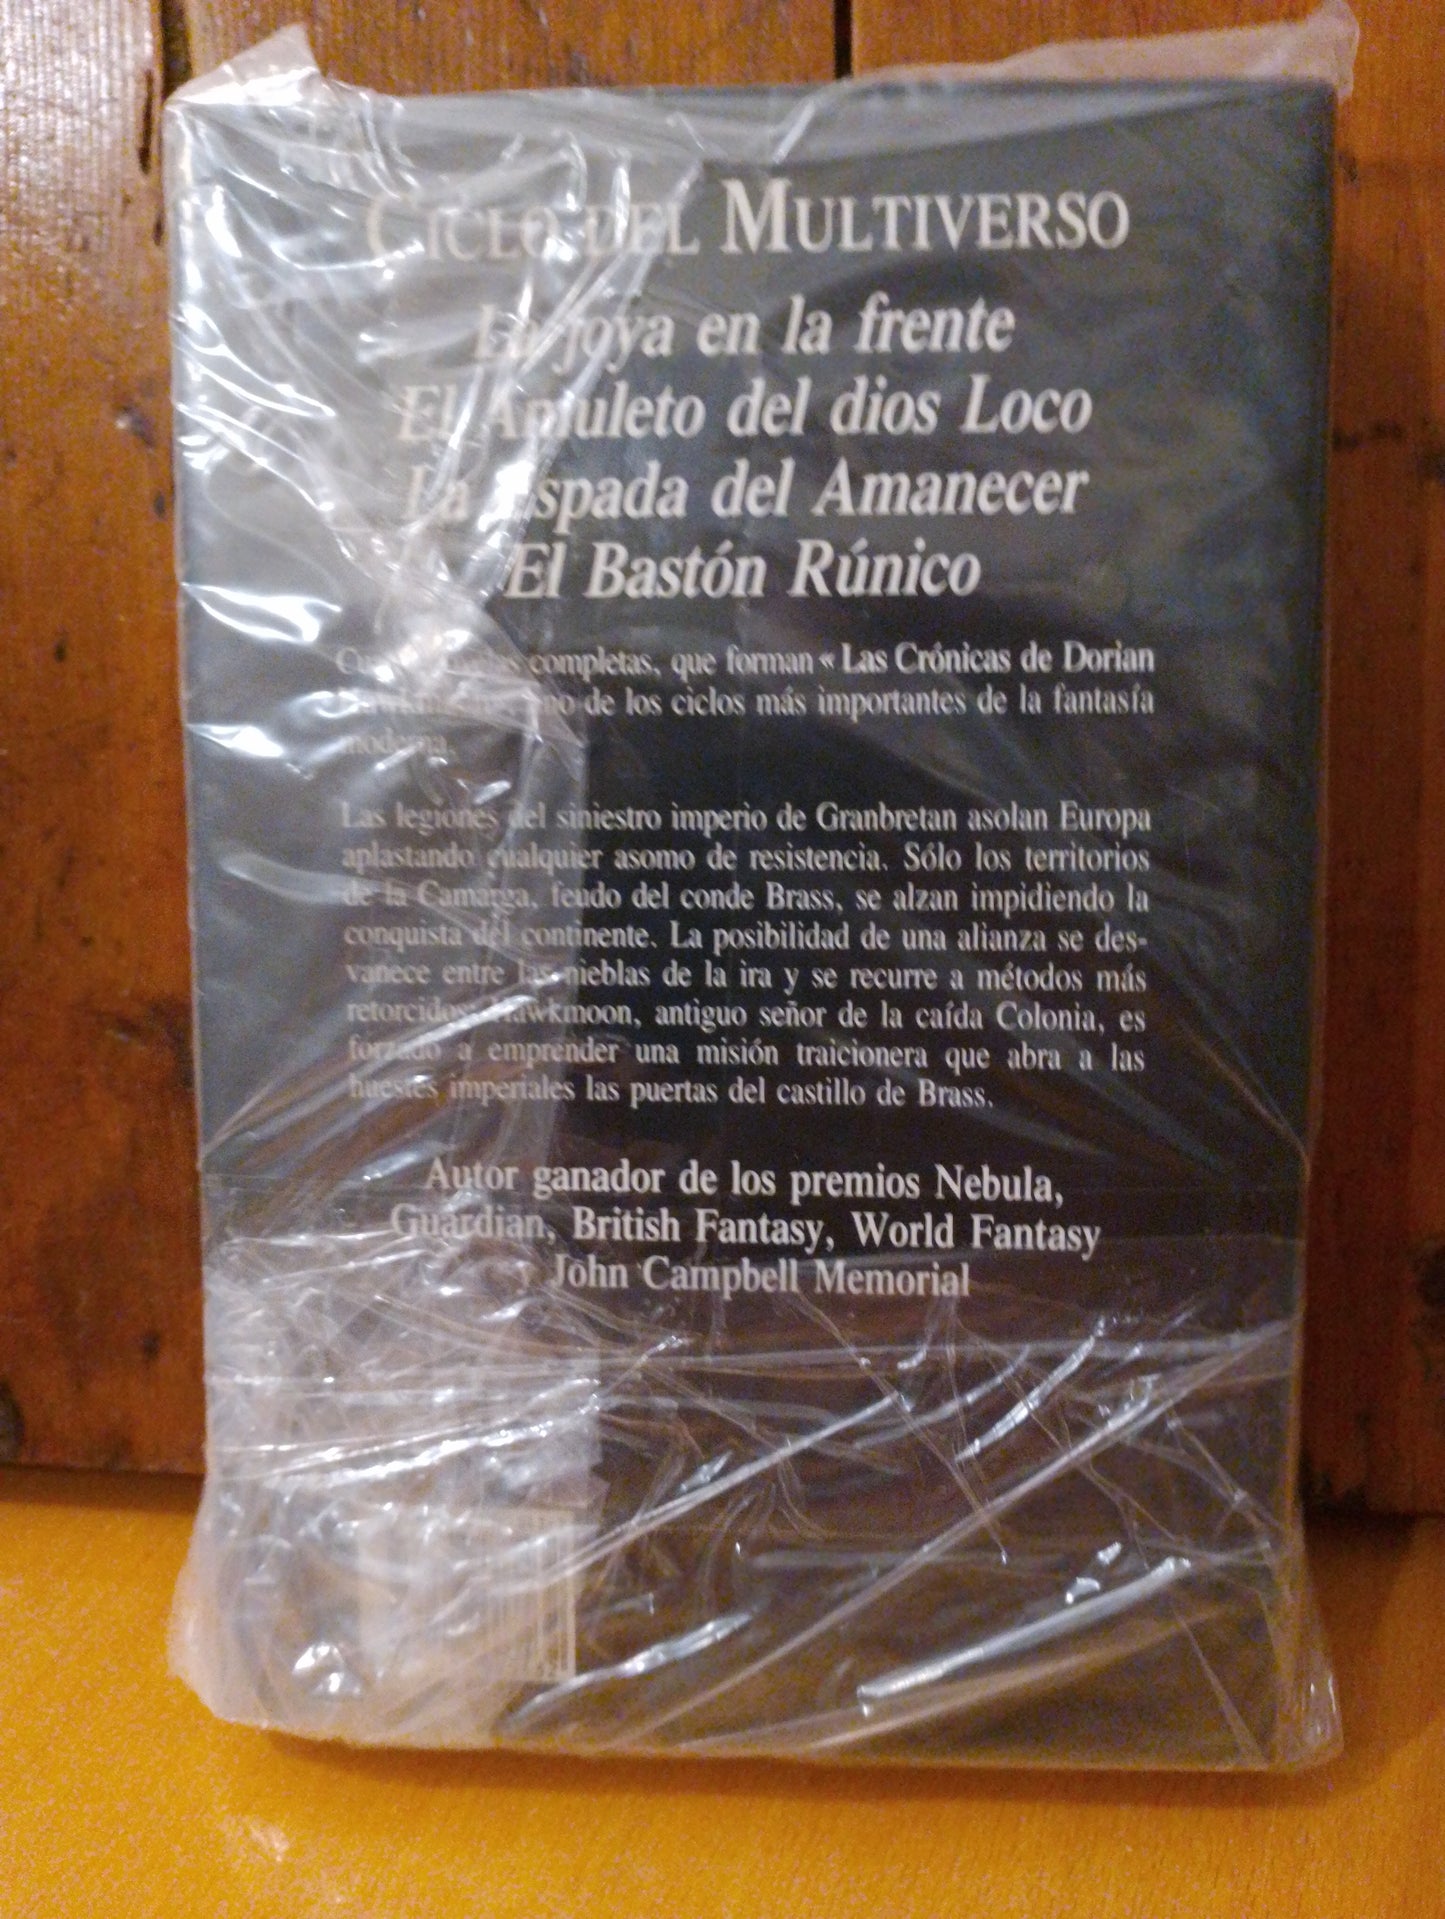 CICLO DEL MULTIVERSO
La joya en la frente
El Amuleto del dios Loco
La Espada del Amanecer
El Bastón Rúnico
completas, que forman «Las Crónicas de Dorian
de los ciclos más importantes de la fantasía
moderna.
Las legiones del siniestro imperio de Granbretan asolan Europa
aplastando cualquier asomo de resistencia. Sólo los territorios
de la Camarga, feudo del conde Brass, se alzan impidiendo la
conquista del continente. La posibilidad de una alianza se des-
vanece entre las nieblas de la ira y se recurre a métodos más
retorcidos: Hawkmoon, antiguo señor de la caída Colonia, es
forzado a emprender una misión traicionera que abra a las
huestes imperiales las puertas del castillo de Brass.
Autor ganador de los premios Nebula,
Guardian, British Fantasy, World Fantasy
y John Campbell Memorial